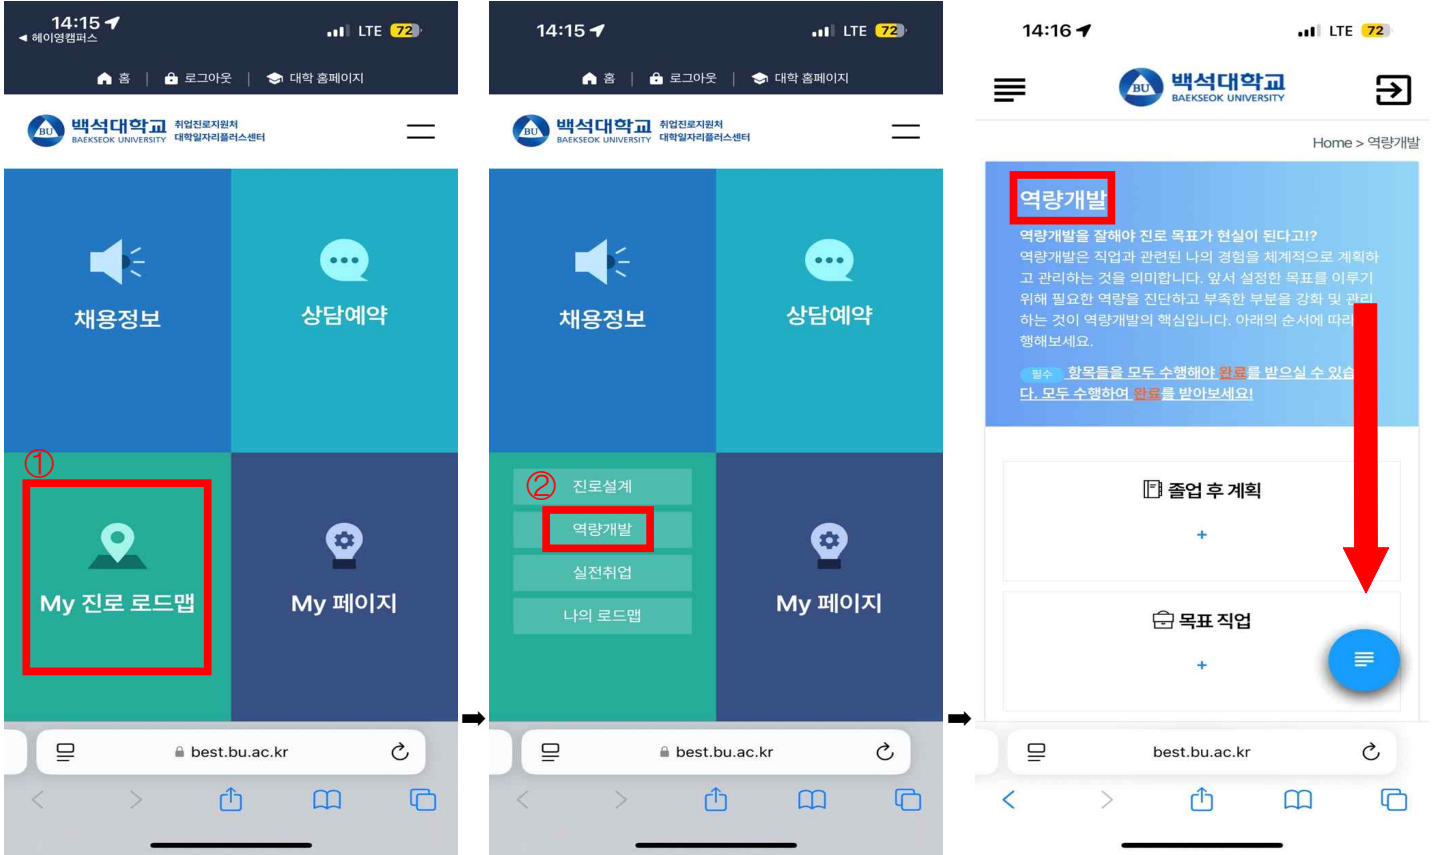 14:15
◀ 헤이영캠퍼스
LTE 72
홈 | 로그아웃 | 대학 홈페이지
BU 백석대학교 취업진로지원처
BAEKSEOK UNIVERSITY 대학일자리플러스센터
채용정보
상담예약
①
My 진로 로드맵
My 페이지
best.bu.ac.kr
➡
14:15
LTE 72
홈 | 로그아웃 | 대학 홈페이지
BU 백석대학교 취업진로지원처
BAEKSEOK UNIVERSITY 대학일자리플러스센터
채용정보
상담예약
② 진로설계
역량개발
실전취업
나의 로드맵
My 페이지
best.bu.ac.kr
➡
14:16
LTE 72
BU 백석대학교
BAEKSEOK UNIVERSITY
Home > 역량개발
역량개발
역량개발을 잘해야 진로 목표가 현실이 된다고!?
역량개발은 직업과 관련된 나의 경험을 체계적으로 계획하
고 관리하는 것을 의미합니다. 앞서 설정한 목표를 이루기
위해 필요한 역량을 진단하고 부족한 부분을 강화 및 관리
하는 것이 역량개발의 핵심입니다. 아래의 순서에 따라
행해보세요.
필수 항목들을 모두 수행해야 완료를 받으실 수 있습
다. 모두 수행하여 완료를 받아보세요!
졸업 후 계획
+
목표 직업
+
best.bu.ac.kr